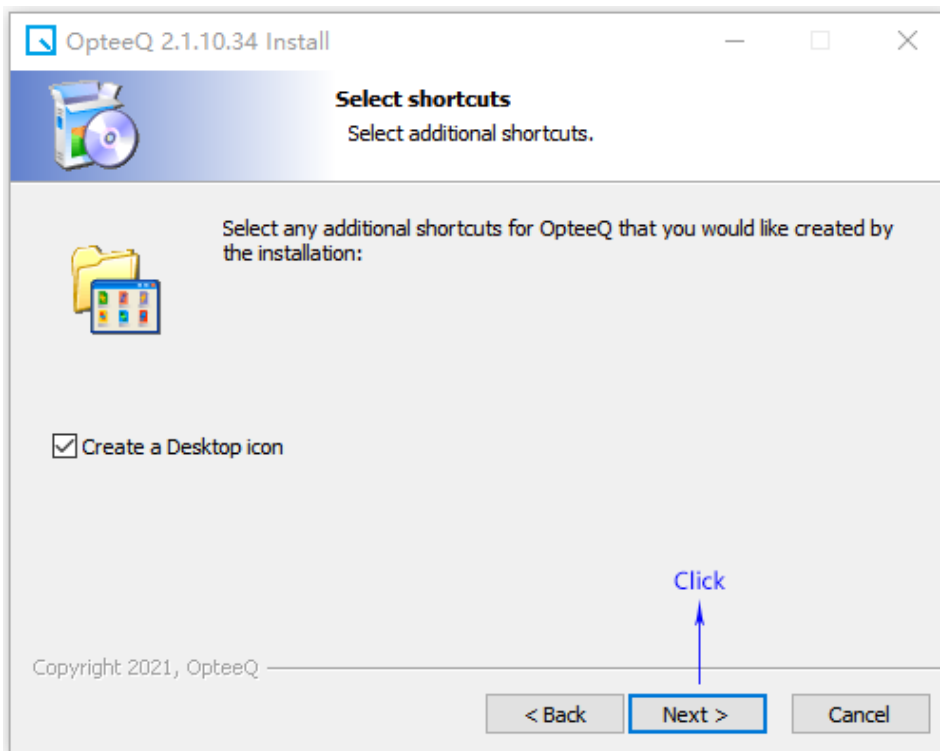 OpteeQ 2.1.10.34 Install
Select shortcuts
Select additional shortcuts.
Select any additional shortcuts for OpteeQ that you would like created by
the installation:
Create a Desktop icon
Click
Copyright 2021, OpteeQ
< Back Next > Cancel